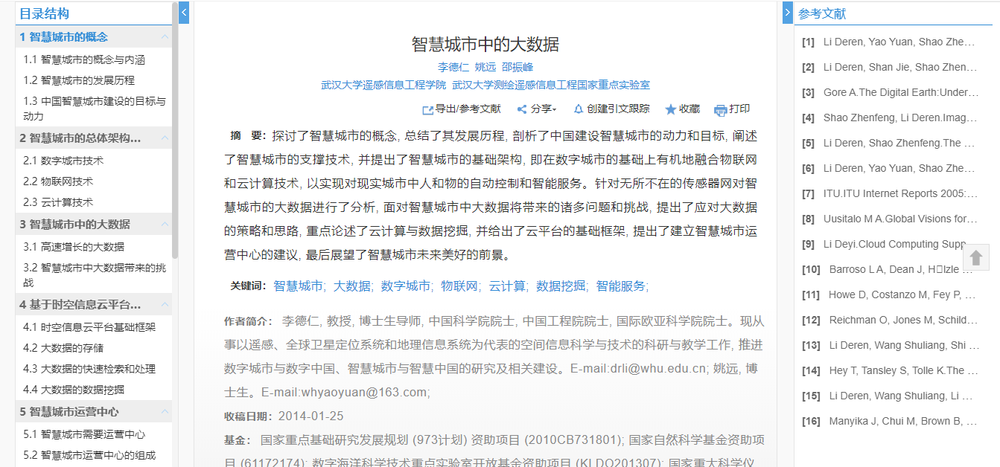 目录结构
1 智慧城市的概念
1.1 智慧城市的概念与内涵
1.2 智慧城市的发展历程
1.3 中国智慧城市建设的目标与
动力
2 智慧城市的总体架构...
2.1 数字城市技术
2.2 物联网技术
2.3 云计算技术
3 智慧城市中的大数据
3.1 高速增长的大数据
3.2 智慧城市中大数据带来的挑
战
4 基于时空信息云平台...
4.1 时空信息云平台基础框架
4.2 大数据的存储
4.3 大数据的快速检索和处理
4.4 大数据的数据挖掘
5 智慧城市运营中心
5.1 智慧城市需要运营中心
5.2 智慧城市运营中心的组成
智慧城市中的大数据
李德仁 姚远 邵振峰
武汉大学遥感信息工程学院 武汉大学测绘遥感信息工程国家重点实验室
导出/参考文献 分享 创建引文跟踪 收藏 打印
摘 要: 探讨了智慧城市的概念, 总结了其发展历程, 剖析了中国建设智慧城市的动力和目标, 阐述
了智慧城市的支撑技术, 并提出了智慧城市的基础架构, 即在数字城市的基础上有机地融合物联网
和云计算技术, 以实现对现实城市中人和物的自动控制和智能服务。针对无所不在的传感器网对智
慧城市的大数据进行了分析, 面对智慧城市中大数据将带来的诸多问题和挑战, 提出了应对大数据
的策略和思路, 重点论述了云计算与数据挖掘, 并给出了云平台的基础框架, 提出了建立智慧城市运
营中心的建议, 最后展望了智慧城市未来美好的前景。
关键词: 智慧城市; 大数据; 数字城市; 物联网; 云计算; 数据挖掘; 智能服务;
作者简介: 李德仁, 教授, 博士生导师, 中国科学院院士, 中国工程院院士, 国际欧亚科学院院士。现从
事以遥感、全球卫星定位系统和地理信息系统为代表的空间信息科学与技术的科研与教学工作, 推进
数字城市与数字中国、智慧城市与智慧中国的研究及相关建设。E-mail:drli@whu.edu.cn; 姚远, 博
士生。E-mail:whyaoyuan@163.com;
收稿日期: 2014-01-25
基金: 国家重点基础研究发展规划 (973计划) 资助项目 (2010CB731801); 国家自然科学基金资助项
目 (61172174); 数字海洋科学技术重点实验室开放基金资助项目 (KLDO201307); 国家重大科学仪
参考文献
[1] Li Deren, Yao Yuan, Shao Zhe...
[2] Li Deren, Shan Jie, Shao Zhen...
[3] Gore A.The Digital Earth:Under...
[4] Shao Zhenfeng, Li Deren.Imag...
[5] Li Deren, Shao Zhenfeng.The ...
[6] Li Deren, Yao Yuan, Shao Zhe...
[7] ITU.ITU Internet Reports 2005:...
[8] Uusitalo M A.Global Visions for...
[9] Li Deyi.Cloud Computing Supp
[10] Barroso L A, Dean J, H▯lzle ...
[11] Howe D, Costanzo M, Fey P, ...
[12] Reichman O, Jones M, Schild...
[13] Li Deren, Wang Shuliang, Shi ...
[14] Hey T, Tansley S, Tolle K.The ...
[15] Li Deren, Wang Shuliang, Li ...
[16] Manyika J, Chui M, Brown B, ...